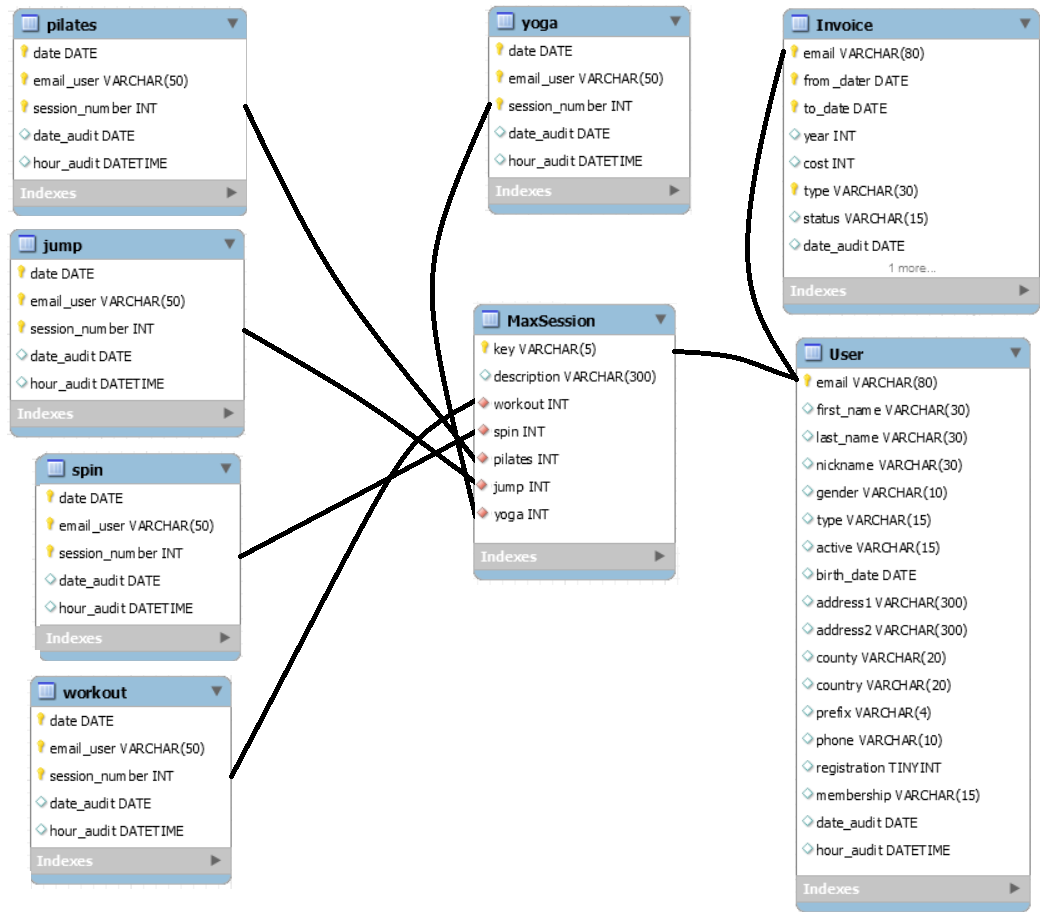 pilates
date DATE
email_user VARCHAR(50)
session_number INT
date_audit DATE
hour_audit DATETIME
Indexes
jump
date DATE
email_user VARCHAR(50)
session_number INT
date_audit DATE
hour_audit DATETIME
Indexes
spin
date DATE
email_user VARCHAR(50)
session_number INT
date_audit DATE
hour_audit DATETIME
Indexes
workout
date DATE
email_user VARCHAR(50)
session_number INT
date_audit DATE
hour_audit DATETIME
Indexes
yoga
date DATE
email_user VARCHAR(50)
session_number INT
date_audit DATE
hour_audit DATETIME
Indexes
MaxSession
key VARCHAR(5)
description VARCHAR(300)
workout INT
spin INT
pilates INT
jump INT
yoga INT
Indexes
Invoice
email VARCHAR(80)
from_dater DATE
to_date DATE
year INT
cost INT
type VARCHAR(30)
status VARCHAR(15)
date_audit DATE
1 more...
Indexes
User
email VARCHAR(80)
first_name VARCHAR(30)
last_name VARCHAR(30)
nickname VARCHAR(30)
gender VARCHAR(10)
type VARCHAR(15)
active VARCHAR(15)
birth_date DATE
address1 VARCHAR(300)
address2 VARCHAR(300)
county VARCHAR(20)
country VARCHAR(20)
prefix VARCHAR(4)
phone VARCHAR(10)
registration TINYINT
membership VARCHAR(15)
date_audit DATE
hour_audit DATETIME
Indexes